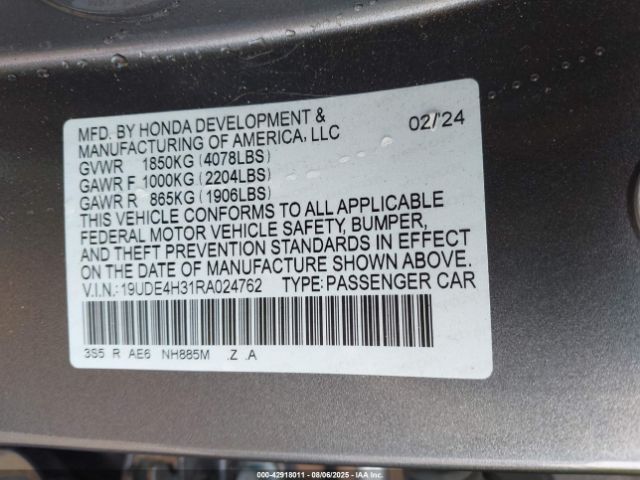 MFD. BY HONDA DEVELOPMENT & 02/'24
MANUFACTURING OF AMERICA, LLC
GVWR 1850KG (4078LBS)
GAWR F 1000KG (2204LBS)
GAWR R 865KG (1906LBS)
THIS VEHICLE CONFORMS TO ALL APPLICABLE
FEDERAL MOTOR VEHICLE SAFETY, BUMPER,
AND THEFT PREVENTION STANDARDS IN EFFECT
ON THE DATE OF MANUFACTURE SHOWN ABOVE.
V.I.N.: 19UDE4H31RA024762 TYPE: PASSENGER CAR
3S5 R AE6 NH885M .Z .A
000-42918011 - 08/06/2025 - IAAI.COM